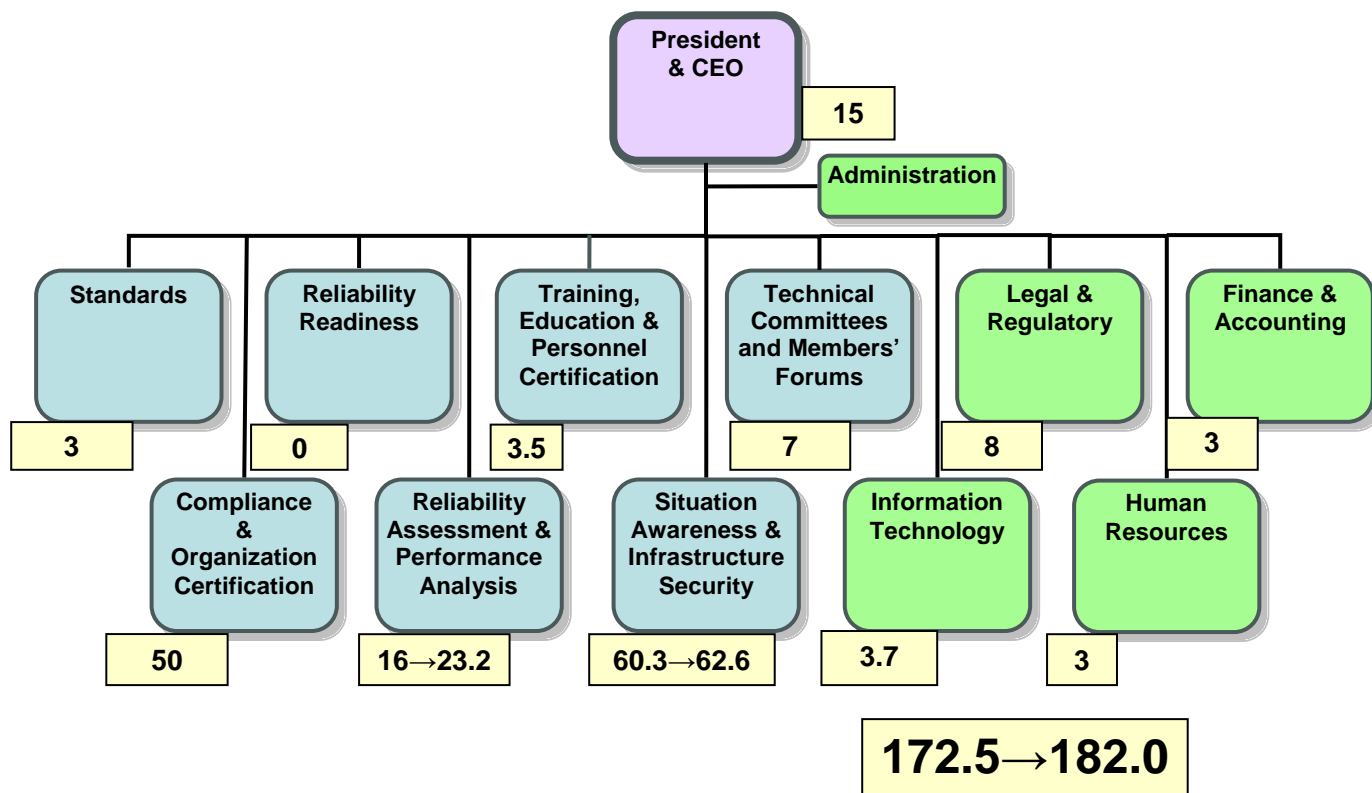 President
& CEO
15
Administration
Standards
3
Reliability
Readiness
0
Training,
Education &
Personnel
Certification
3.5
Technical
Committees
and Members’
Forums
7
Legal &
Regulatory
8
Finance &
Accounting
3
Compliance
&
Organization
Certification
50
Reliability
Assessment &
Performance
Analysis
16→23.2
Situation
Awareness &
Infrastructure
Security
60.3→62.6
Information
Technology
3.7
Human
Resources
3
172.5→182.0